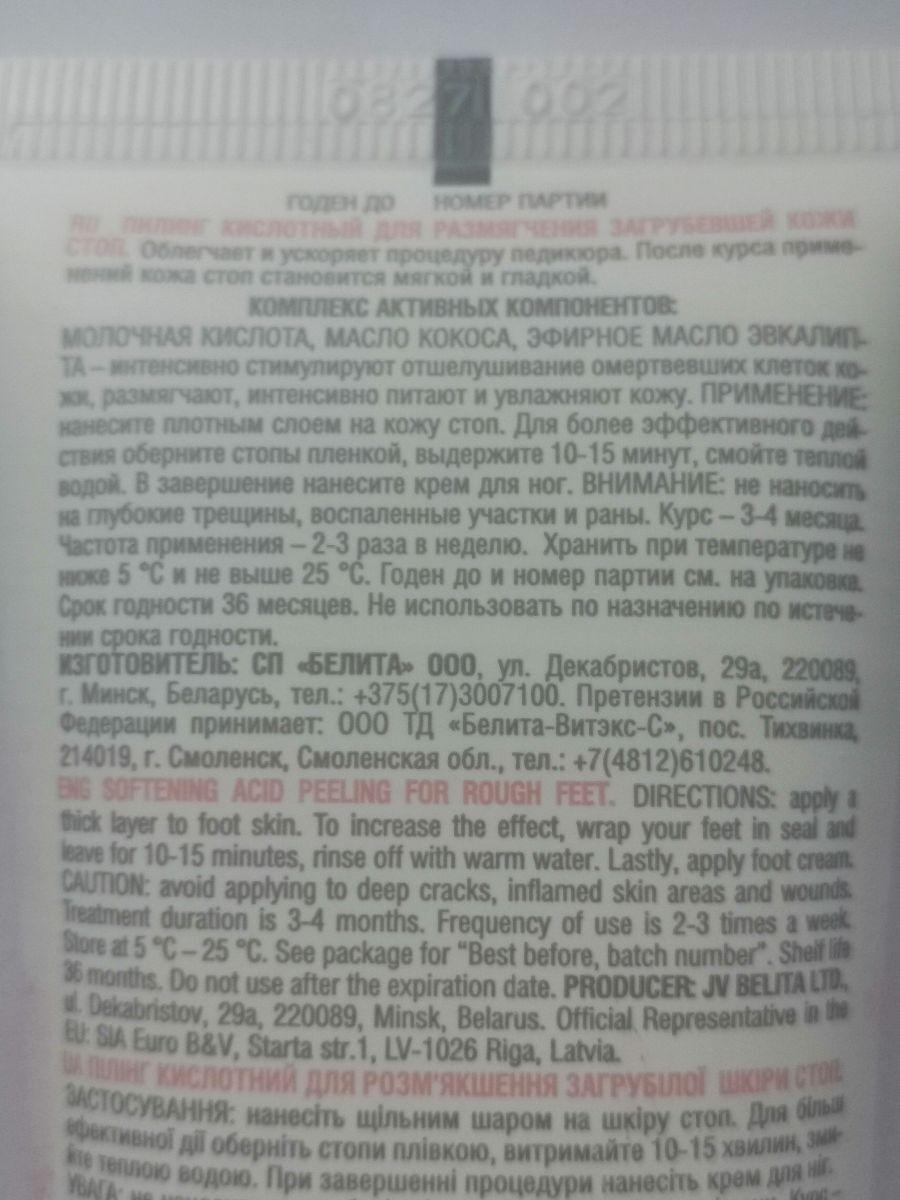 0827 002
ГОДЕН ДО НОМЕР ПАРТИИ
RU ПИЛИНГ КИСЛОТНЫЙ ДЛЯ РАЗМЯГЧЕНИЯ ЗАГРУБЕВШЕЙ КОЖИ
СТОП. Облегчает и ускоряет процедуру педикюра. После курса приме-
нений кожа стоп становится мягкой и гладкой.
КОМПЛЕКС АКТИВНЫХ КОМПОНЕНТОВ:
МОЛОЧНАЯ КИСЛОТА, МАСЛО КОКОСА, ЭФИРНОЕ МАСЛО ЭВКАЛИП-
ТА – интенсивно стимулируют отшелушивание омертвевших клеток ко-
жи, размягчают, интенсивно питают и увлажняют кожу. ПРИМЕНЕНИЕ:
нанесите плотным слоем на кожу стоп. Для более эффективного дей-
ствия оберните стопы пленкой, выдержите 10-15 минут, смойте теплой
водой. В завершение нанесите крем для ног. ВНИМАНИЕ: не наносить
на глубокие трещины, воспаленные участки и раны. Курс – 3-4 месяца.
Частота применения – 2-3 раза в неделю. Хранить при температуре не
ниже 5 °С и не выше 25 °С. Годен до и номер партии см. на упаковке.
Срок годности 36 месяцев. Не использовать по назначению по истече-
нии срока годности.
ИЗГОТОВИТЕЛЬ: СП «БЕЛИТА» ООО, ул. Декабристов, 29а, 220089,
г. Минск, Беларусь, тел.: +375(17)3007100. Претензии в Российской
Федерации принимает: ООО ТД «Белита-Витэкс-С», пос. Тихвинка,
214019, г. Смоленск, Смоленская обл., тел.: +7(4812)610248.
ENG SOFTENING ACID PEELING FOR ROUGH FEET. DIRECTIONS: apply a
thick layer to foot skin. To increase the effect, wrap your feet in seal and
leave for 10-15 minutes, rinse off with warm water. Lastly, apply foot cream.
CAUTION: avoid applying to deep cracks, inflamed skin areas and wounds.
Treatment duration is 3-4 months. Frequency of use is 2-3 times a week.
Store at 5 °C – 25 °C. See package for "Best before, batch number". Shelf life
36 months. Do not use after the expiration date. PRODUCER: JV BELITA LTD.,
ul. Dekabristov, 29a, 220089, Minsk, Belarus. Official Representative in the
EU: SIA Euro B&V, Starta str.1, LV-1026 Riga, Latvia.
UA ПІЛІНГ КИСЛОТНИЙ ДЛЯ РОЗМ'ЯКШЕННЯ ЗАГРУБІЛОЇ ШКІРИ СТОП.
ЗАСТОСУВАННЯ: нанесіть щільним шаром на шкіру стоп. Для більш
ефективної дії оберніть стопи плівкою, витримайте 10-15 хвилин, зми-
йте теплою водою. При завершенні процедури нанесіть крем для ніг.
УВАГА: не